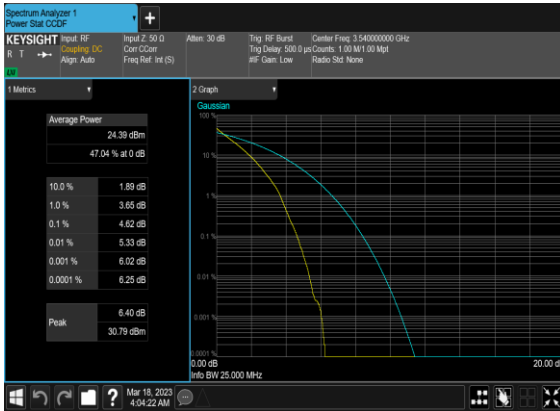 Spectrum Analyzer 1
Power Stat CCDF
+
KEYSIGHT Input: RF Input Z: 50 Ω Atten: 30 dB Trig: RF Burst Center Freq: 3.540000000 GHz
R T Coupling: DC Corr CCorr Trig Delay: 500.0 µs Counts: 1.00 M/1.00 Mpt
Align: Auto Freq Ref: Int (S) #IF Gain: Low Radio Std: None
1 Metrics
2 Graph
Average Power
24.39 dBm
47.04 % at 0 dB
10.0 % 1.89 dB
1.0 % 3.65 dB
0.1 % 4.62 dB
0.01 % 5.33 dB
0.001 % 6.02 dB
0.0001 % 6.25 dB
Peak
6.40 dB
30.79 dBm
Gaussian
100 %
10 %
1 %
0.1 %
0.01 %
0.001 %
0.0001 %
0.00 dB 20.00 d
Info BW 25.000 MHz
?
Mar 18, 2023
4:04:22 AM